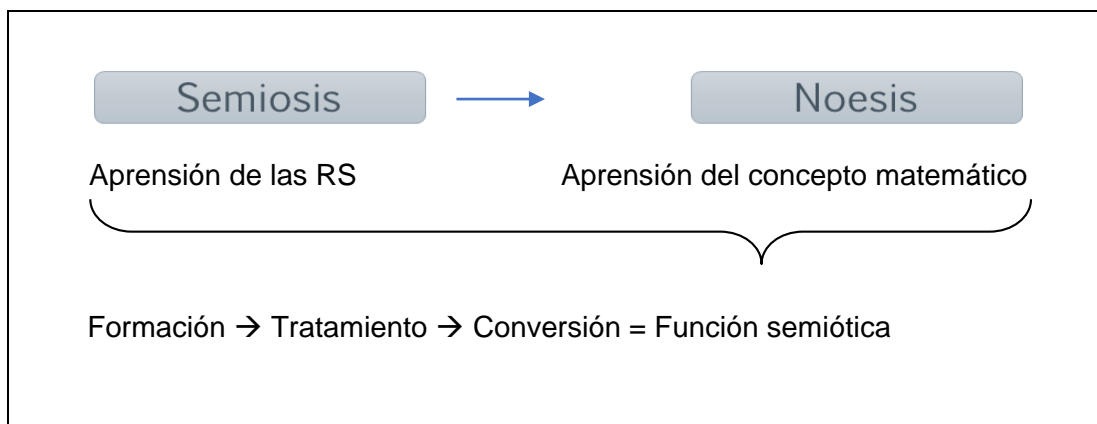 Semiosis Noesis
Aprensión de las RS Aprensión del concepto matemático
Formación → Tratamiento → Conversión = Función semiótica